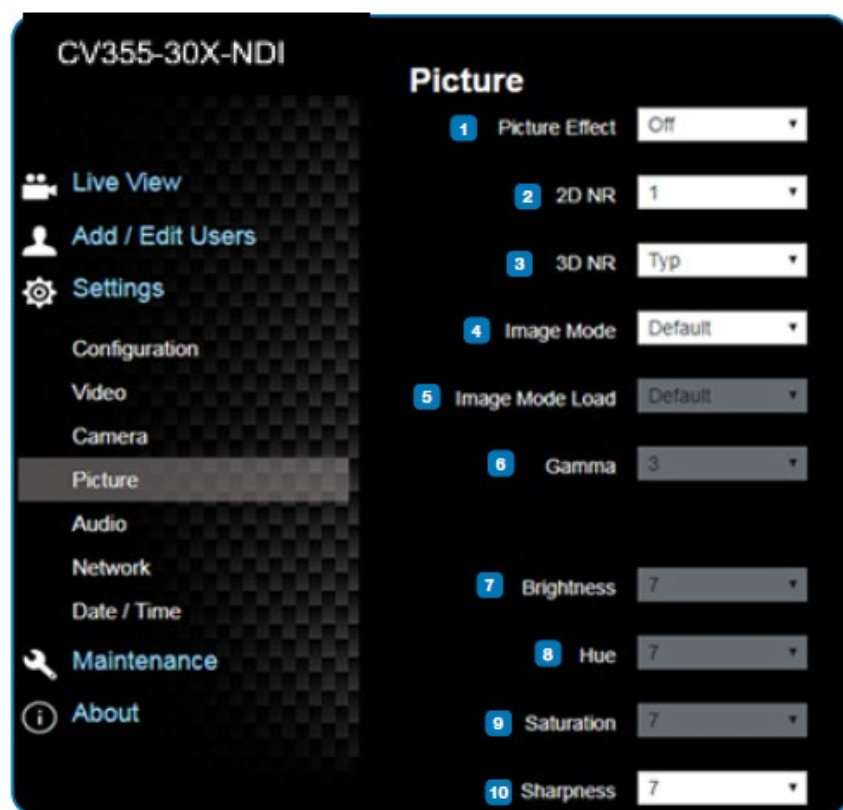 CV355-30X-NDI
Live View
Add / Edit Users
Settings
Configuration
Video
Camera
Picture
Audio
Network
Date / Time
Maintenance
About
Picture
1 Picture Effect Off
2 2D NR 1
3 3D NR Typ
4 Image Mode Default
5 Image Mode Load Default
6 Gamma 3
7 Brightness 7
8 Hue 7
9 Saturation 7
10 Sharpness 7